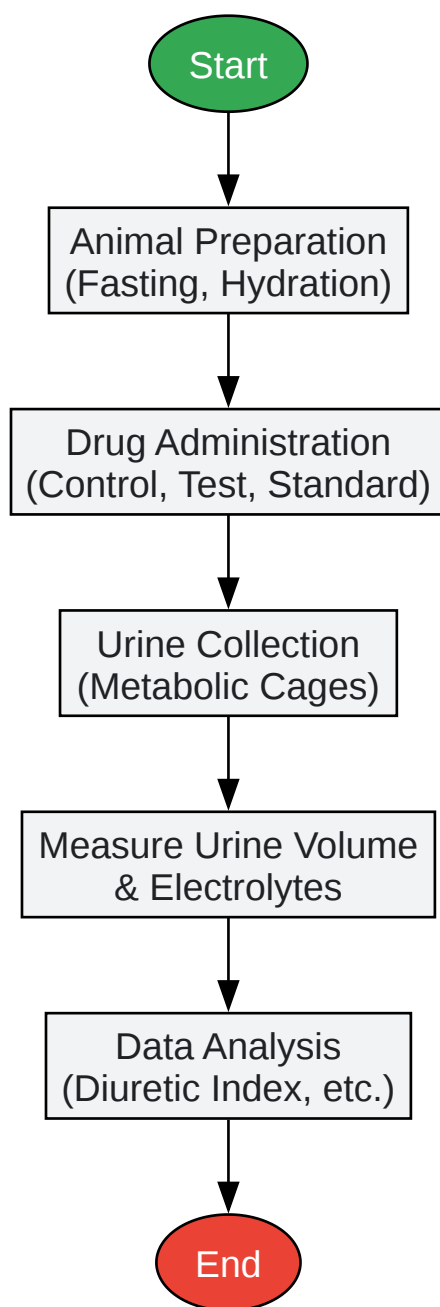 Start
Animal Preparation
(Fasting, Hydration)
Drug Administration
(Control, Test, Standard)
Urine Collection
(Metabolic Cages)
Measure Urine Volume
& Electrolytes
Data Analysis
(Diuretic Index, etc.)
End